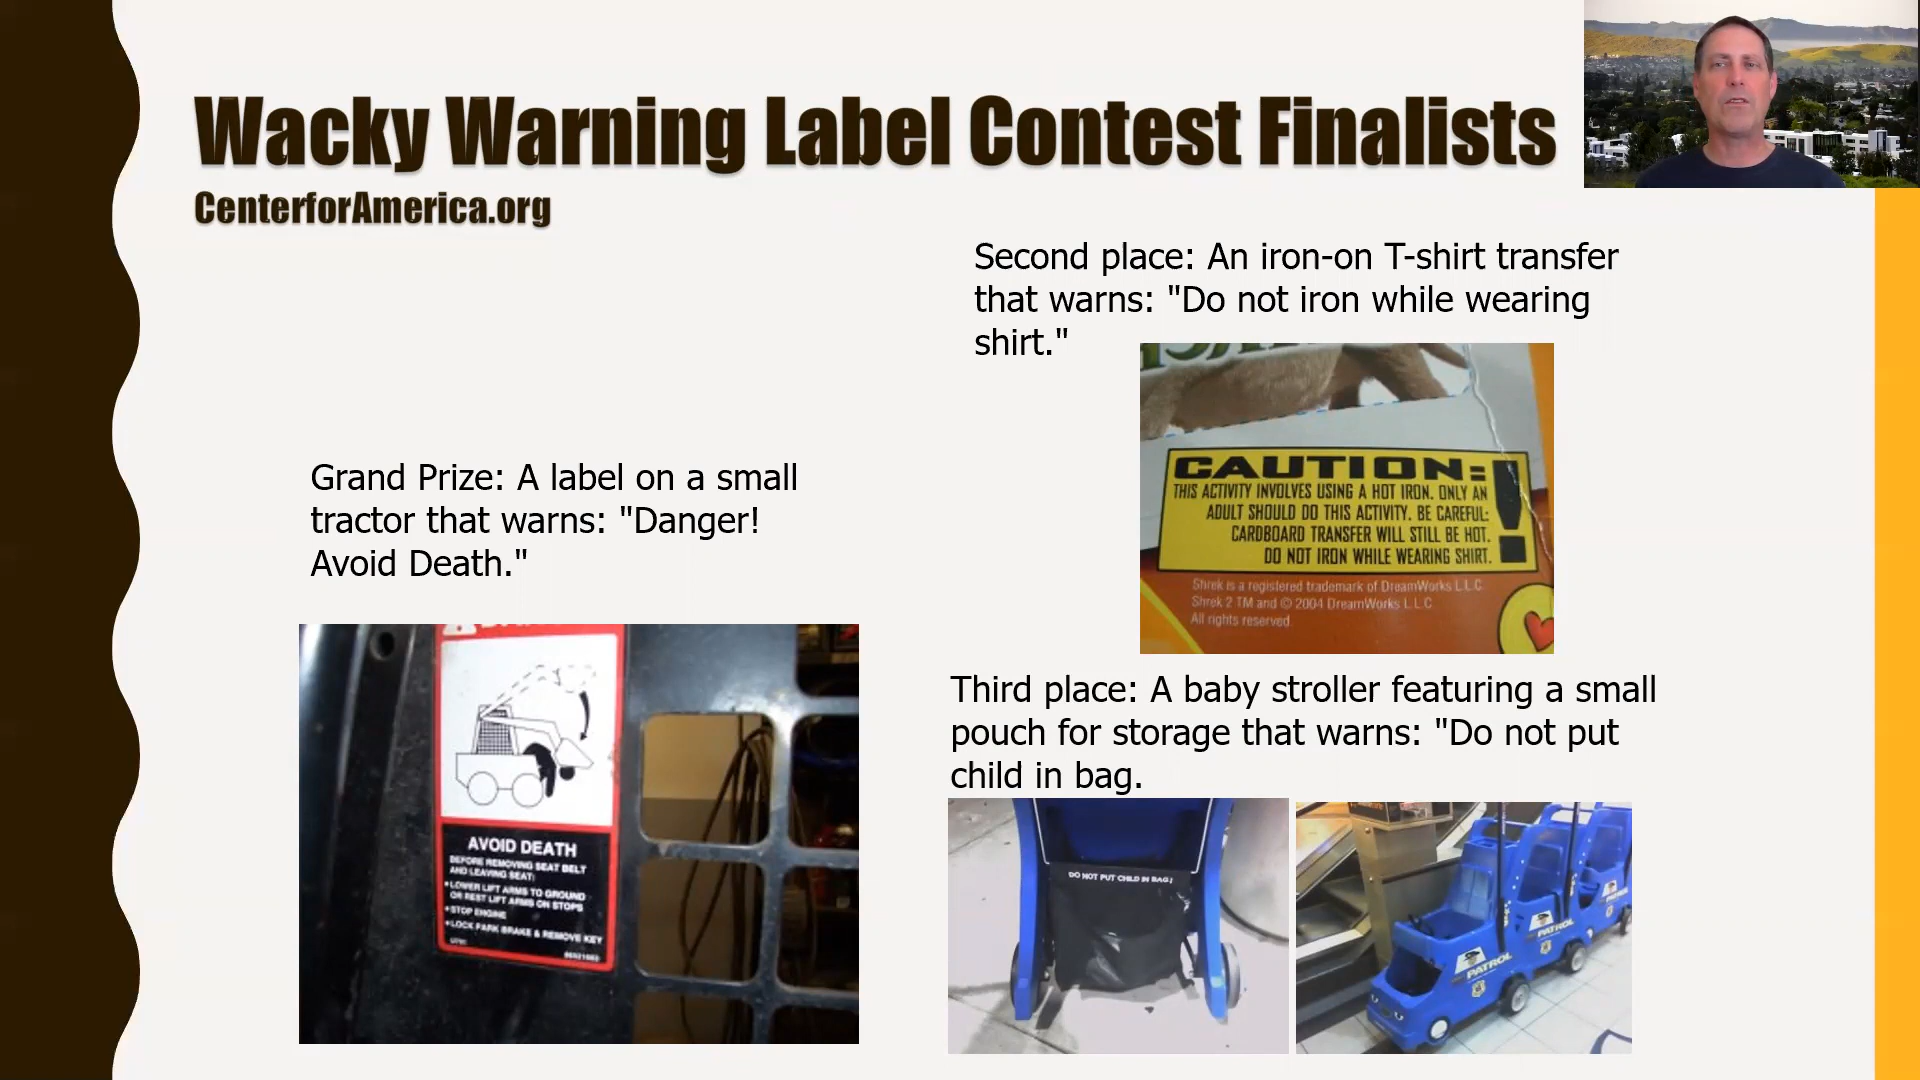 Wacky Warning Label Contest Finalists
CenterforAmerica.org
Second place: An iron-on T-shirt transfer
that warns: "Do not iron while wearing
shirt."
CAUTION:
THIS ACTIVITY INVOLVES USING A HOT IRON. ONLY AN
ADULT SHOULD DO THIS ACTIVITY. BE CAREFUL:
CARDBOARD TRANSFER WILL STILL BE HOT.
DO NOT IRON WHILE WEARING SHIRT.
!
Shrek is a registered trademark of DreamWorks L.L.C.
Shrek 2 TM and © 2004 DreamWorks L.L.C.
All rights reserved.
Grand Prize: A label on a small
tractor that warns: "Danger!
Avoid Death."
AVOID DEATH
BEFORE REMOVING SEAT BELT
AND LEAVING SEAT:
• LOWER LIFT ARMS TO GROUND
OR REST LIFT ARMS ON STOPS
• STOP ENGINE
• LOCK PARK BRAKE & REMOVE KEY
Third place: A baby stroller featuring a small
pouch for storage that warns: "Do not put
child in bag.
DO NOT PUT CHILD IN BAG!
PATROL
PATROL
PATROL